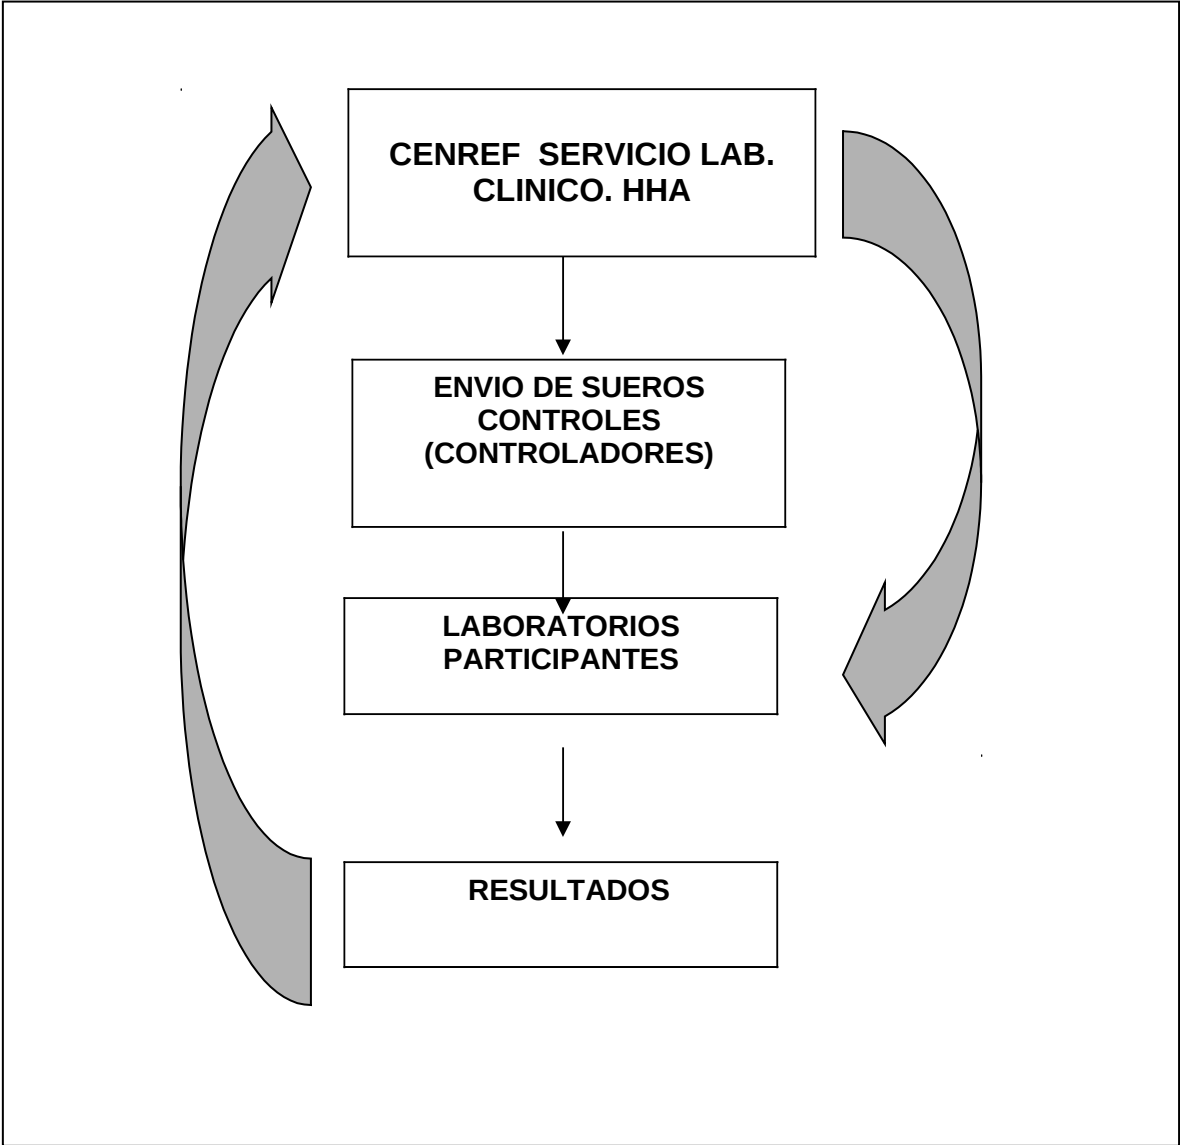 CENREF  SERVICIO LAB.
CLINICO. HHA
ENVIO DE SUEROS
CONTROLES
(CONTROLADORES)
LABORATORIOS
PARTICIPANTES
RESULTADOS